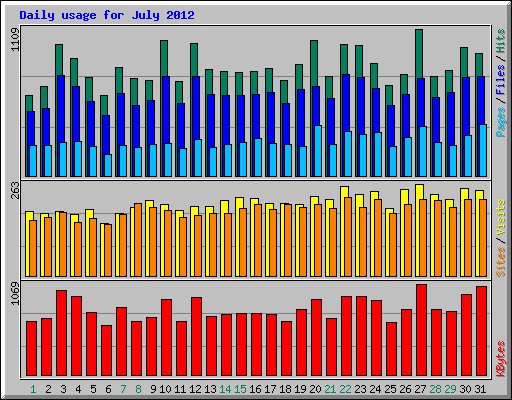 Daily usage for July 2012
1109
Pages / Files / Hits
263
Sites / Visits
1069
KBytes
1 2 3 4 5 6 7 8 9 10 11 12 13 14 15 16 17 18 19 20 21 22 23 24 25 26 27 28 29 30 31